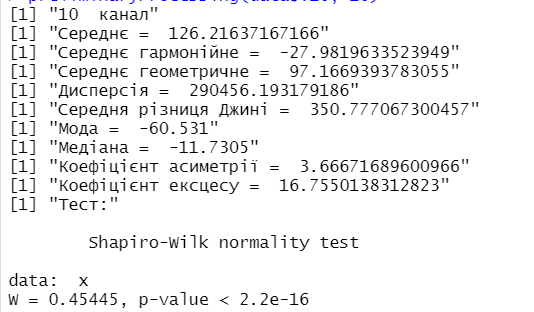 [1] "10  канал"
[1] "Середнє =  126.21637167166"
[1] "Середнє гармонійне =  -27.9819633523949"
[1] "Середнє геометричне =  97.1669393783055"
[1] "Дисперсія =  290456.193179186"
[1] "Середня різниця Джині =  350.777067300457"
[1] "Мода =  -60.531"
[1] "Медіана =  -11.7305"
[1] "Коефіцієнт асиметрії =  3.66671689600966"
[1] "Коефіцієнт ексцесу =  16.7550138312823"
[1] "Тест:"
Shapiro-Wilk normality test
data:  x
W = 0.45445, p-value < 2.2e-16